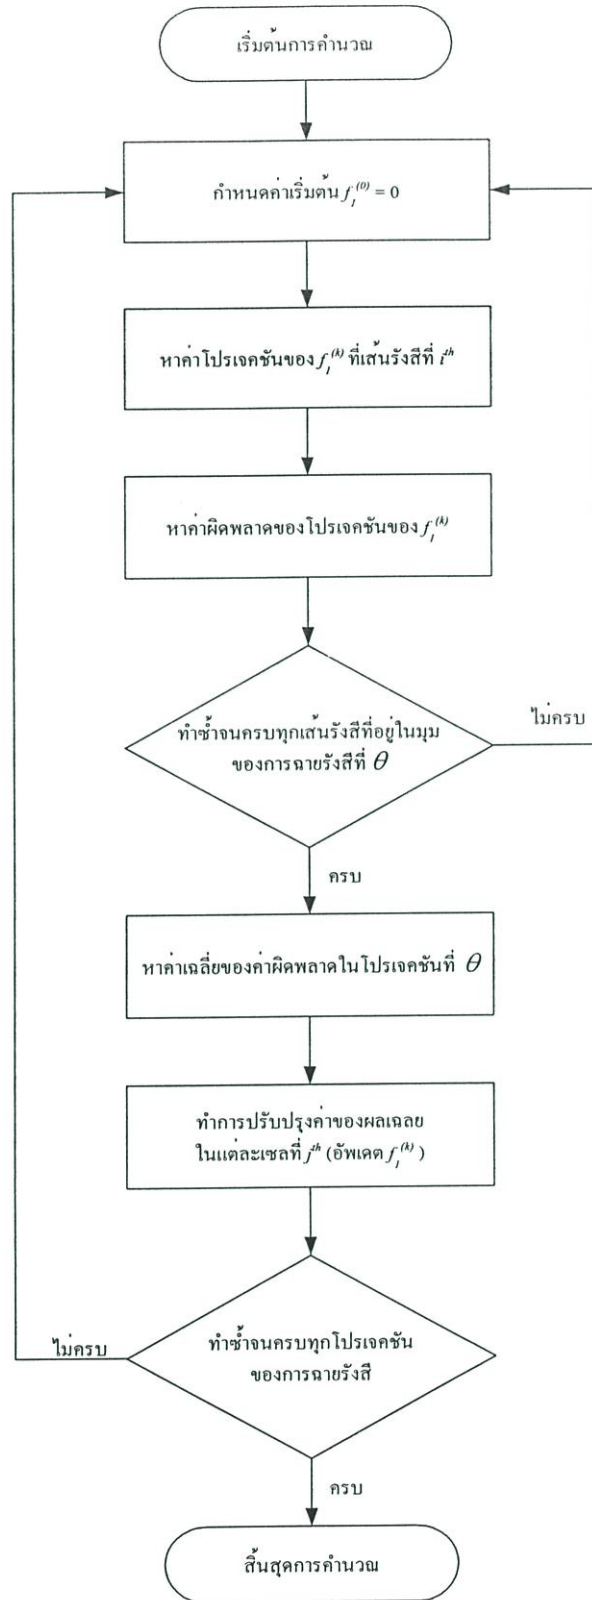 เริ่มต้นการคำนวณ
กำหนดค่าเริ่มต้น f_j^(0) = 0
หาค่าโปรเจคชันของ f_j^(k) ที่เส้นรังสีที่ i^th
หาค่าผิดพลาดของโปรเจคชันของ f_j^(k)
ทำซ้ำจนครบทุกเส้นรังสีที่อยู่ในมุม
ของการฉายรังสีที่ θ
ไม่ครบ
ครบ
หาค่าเฉลี่ยของค่าผิดพลาดในโปรเจคชันที่ θ
ทำการปรับปรุงค่าของผลเฉลย
ในแต่ละเซลที่ j^th (อัพเดต f_j^(k) )
ทำซ้ำจนครบทุกโปรเจคชัน
ของการฉายรังสี
ไม่ครบ
ครบ
สิ้นสุดการคำนวณ